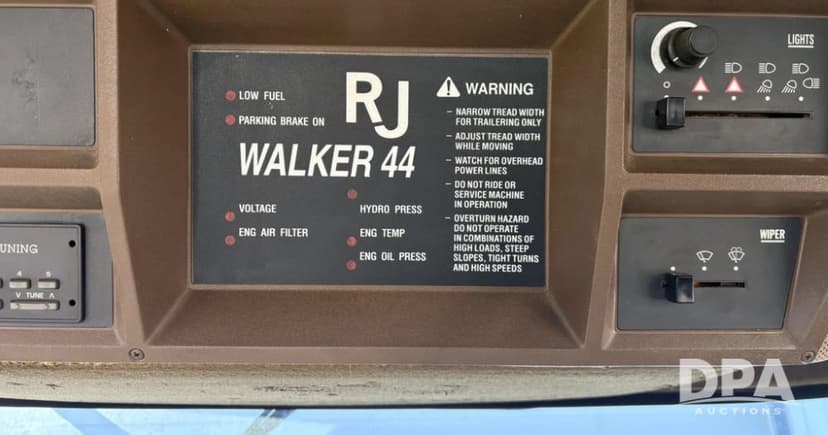 LIGHTS
LOW FUEL
PARKING BRAKE ON
RJ
WALKER 44
VOLTAGE
ENG AIR FILTER
HYDRO PRESS
ENG TEMP
ENG OIL PRESS
WARNING
– NARROW TREAD WIDTH
FOR TRAILERING ONLY
– ADJUST TREAD WIDTH
WHILE MOVING
– WATCH FOR OVERHEAD
POWER LINES
– DO NOT RIDE OR
SERVICE MACHINE
IN OPERATION
– OVERTURN HAZARD
DO NOT OPERATE
IN COMBINATIONS OF
HIGH LOADS, STEEP
SLOPES, TIGHT TURNS
AND HIGH SPEEDS
WIPER
TUNING
4 5
V TUNE Λ
DPA
AUCTIONS